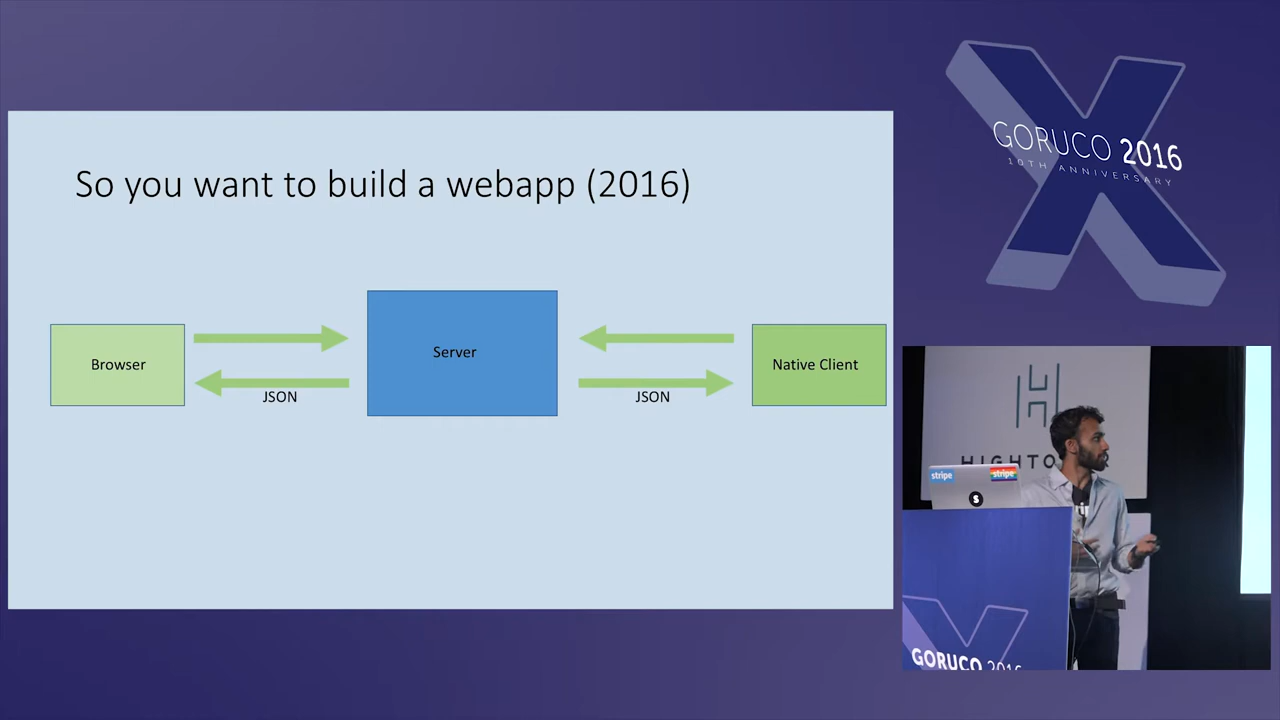 So you want to build a webapp (2016)
Browser
JSON
Server
JSON
Native Client
GORUCO 2016
10TH ANNIVERSARY
stripe
stripe
S
GORUCO 2016